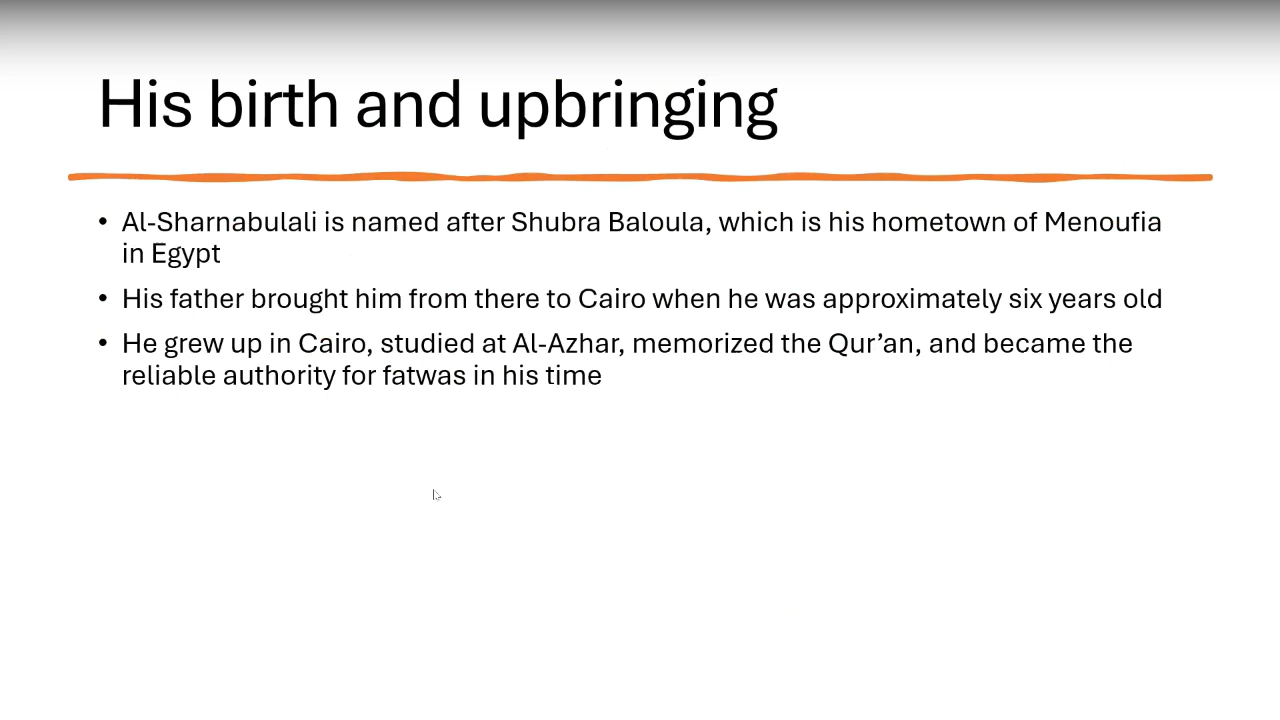 His birth and upbringing
• Al-Sharnabulali is named after Shubra Baloula, which is his hometown of Menoufia
in Egypt
• His father brought him from there to Cairo when he was approximately six years old
• He grew up in Cairo, studied at Al-Azhar, memorized the Qur’an, and became the
reliable authority for fatwas in his time